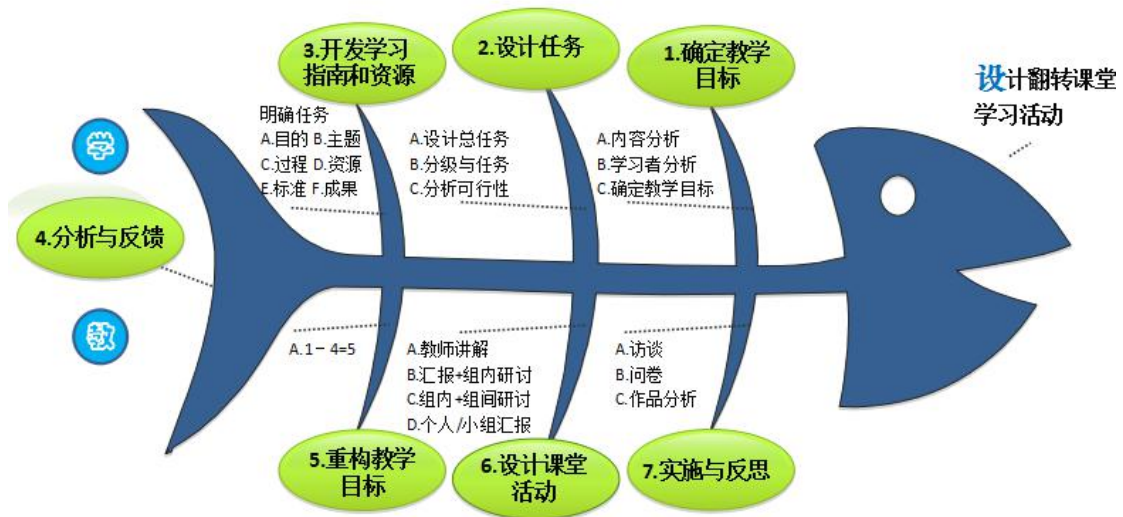 3.开发学习
指南和资源
2.设计任务
1.确定教学
目标
设计翻转课堂
学习活动
明确任务
A.目的 B.主题
C.过程 D.资源
E.标准 F.成果
A.设计总任务
B.分级与任务
C.分析可行性
A.内容分析
B.学习者分析
C.确定教学目标
学
4.分析与反馈
教
A.1－4=5
A.教师讲解
B.汇报+组内研讨
C.组内+组间研讨
D.个人/小组汇报
A.访谈
B.问卷
C.作品分析
5.重构教学
目标
6.设计课堂
活动
7.实施与反思